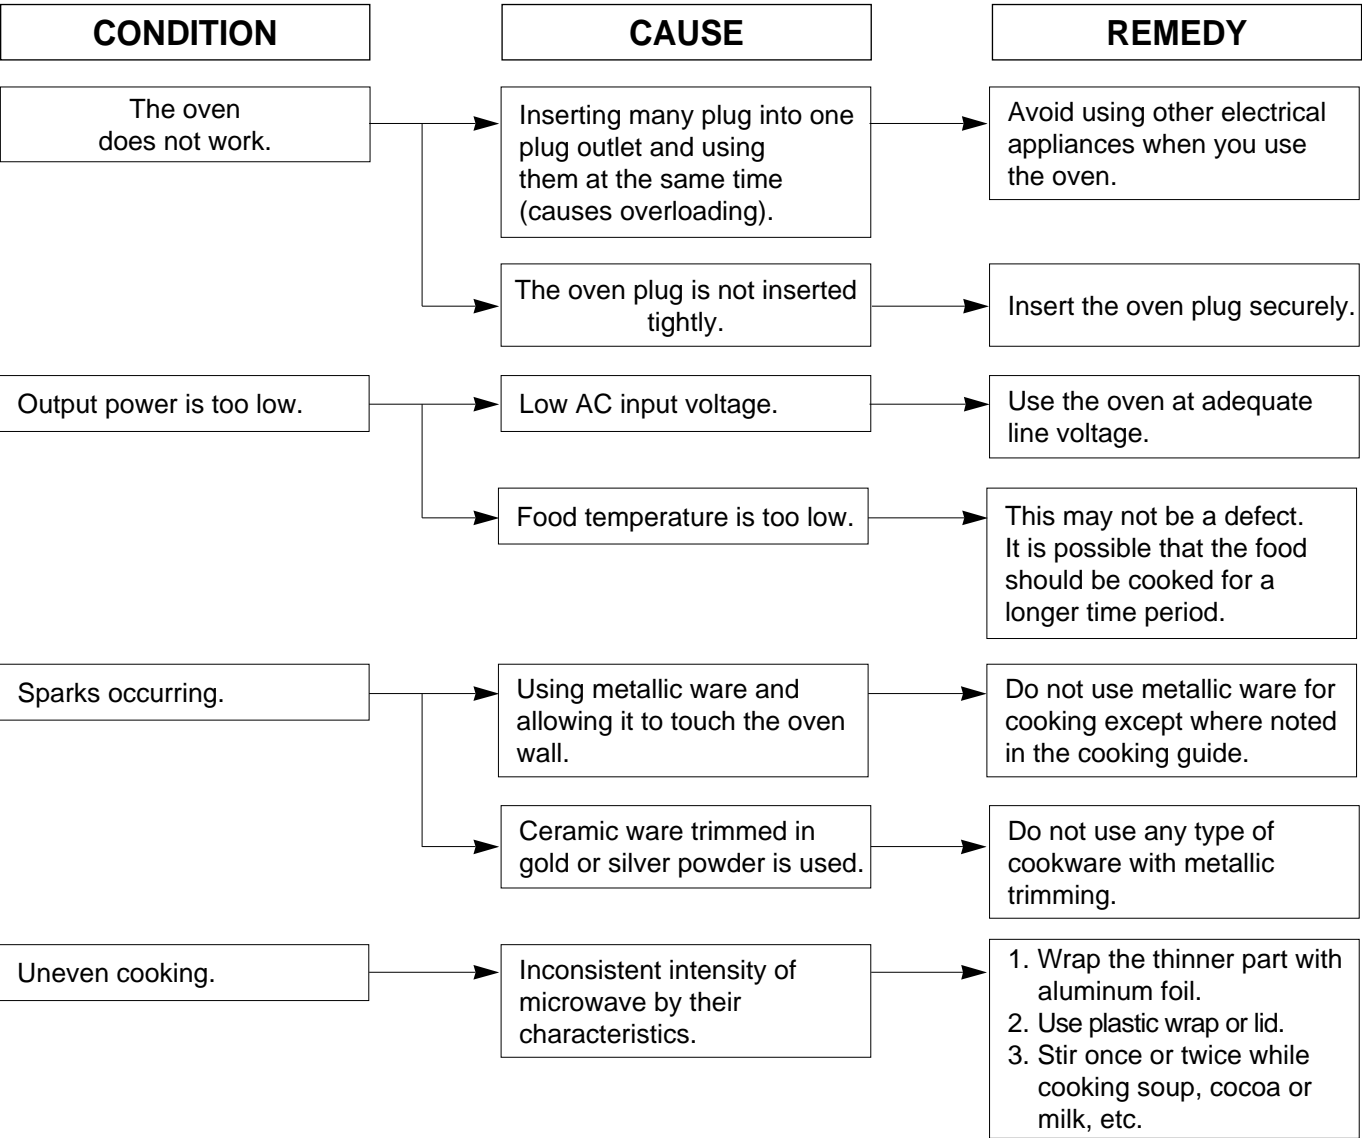 CONDITION
CAUSE
REMEDY
The oven
does not work.
Inserting many plug into one
plug outlet and using
them at the same time
(causes overloading).
Avoid using other electrical
appliances when you use
the oven.
The oven plug is not inserted
tightly.
Insert the oven plug securely.
Output power is too low.
Low AC input voltage.
Use the oven at adequate
line voltage.
Food temperature is too low.
This may not be a defect.
It is possible that the food
should be cooked for a
longer time period.
Sparks occurring.
Using metallic ware and
allowing it to touch the oven
wall.
Do not use metallic ware for
cooking except where noted
in the cooking guide.
Ceramic ware trimmed in
gold or silver powder is used.
Do not use any type of
cookware with metallic
trimming.
Uneven cooking.
Inconsistent intensity of
microwave by their
characteristics.
1. Wrap the thinner part with
aluminum foil.
2. Use plastic wrap or lid.
3. Stir once or twice while
cooking soup, cocoa or
milk, etc.